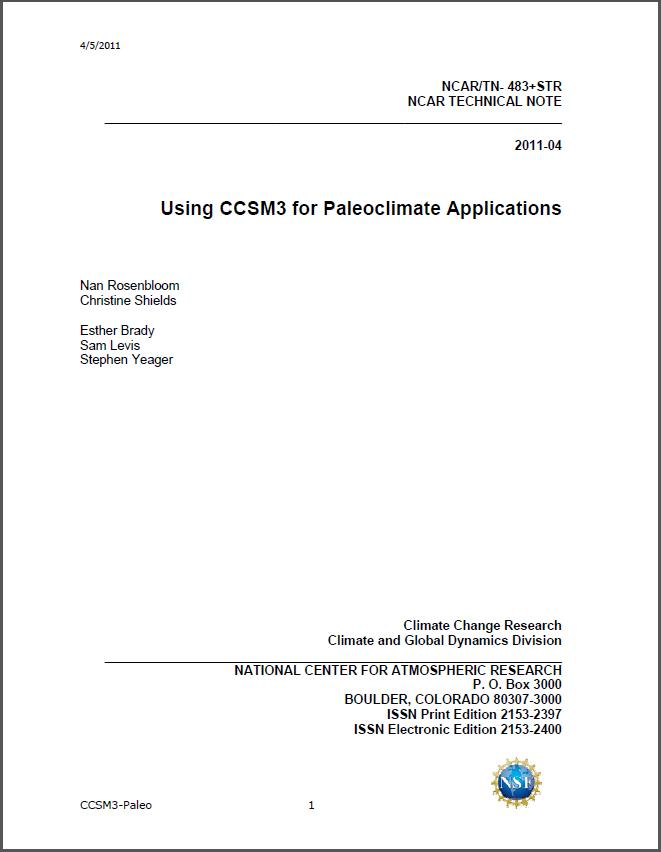 4/5/2011
NCAR/TN- 483+STR
NCAR TECHNICAL NOTE
2011-04
Using CCSM3 for Paleoclimate Applications
Nan Rosenbloom
Christine Shields
Esther Brady
Sam Levis
Stephen Yeager
Climate Change Research
Climate and Global Dynamics Division
NATIONAL CENTER FOR ATMOSPHERIC RESEARCH
P. O. Box 3000
BOULDER, COLORADO 80307-3000
ISSN Print Edition 2153-2397
ISSN Electronic Edition 2153-2400
NSF
CCSM3-Paleo 1